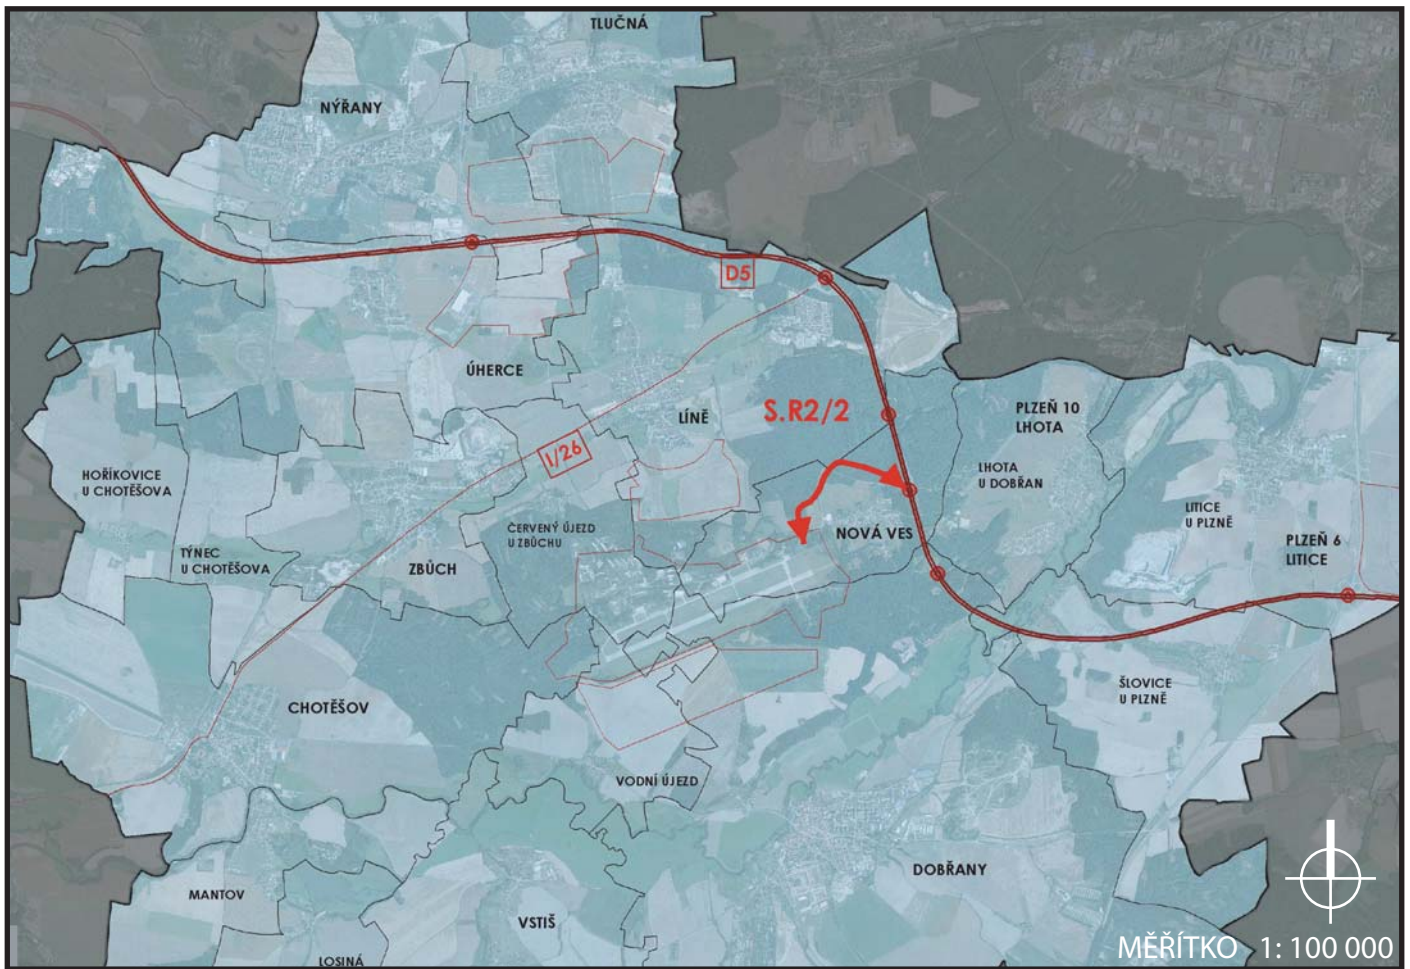 TLUČNÁ
NÝŘANY
D5
ÚHERCE
LÍNĚ
S.R2/2
PLZEŇ 10
LHOTA
I/26
HOŘÍKOVICE
U CHOTĚŠOVA
LHOTA
U DOBŘAN
LITICE
U PLZNĚ
ČERVENÝ ÚJEZD
U ZBŮCHU
NOVÁ VES
PLZEŇ 6
LITICE
TÝNEC
U CHOTĚŠOVA
ZBŮCH
ŠLOVICE
U PLZNĚ
CHOTĚŠOV
VODNÍ ÚJEZD
DOBŘANY
MANTOV
VSTIŠ
LOSINÁ
MĚŘÍTKO 1: 100 000